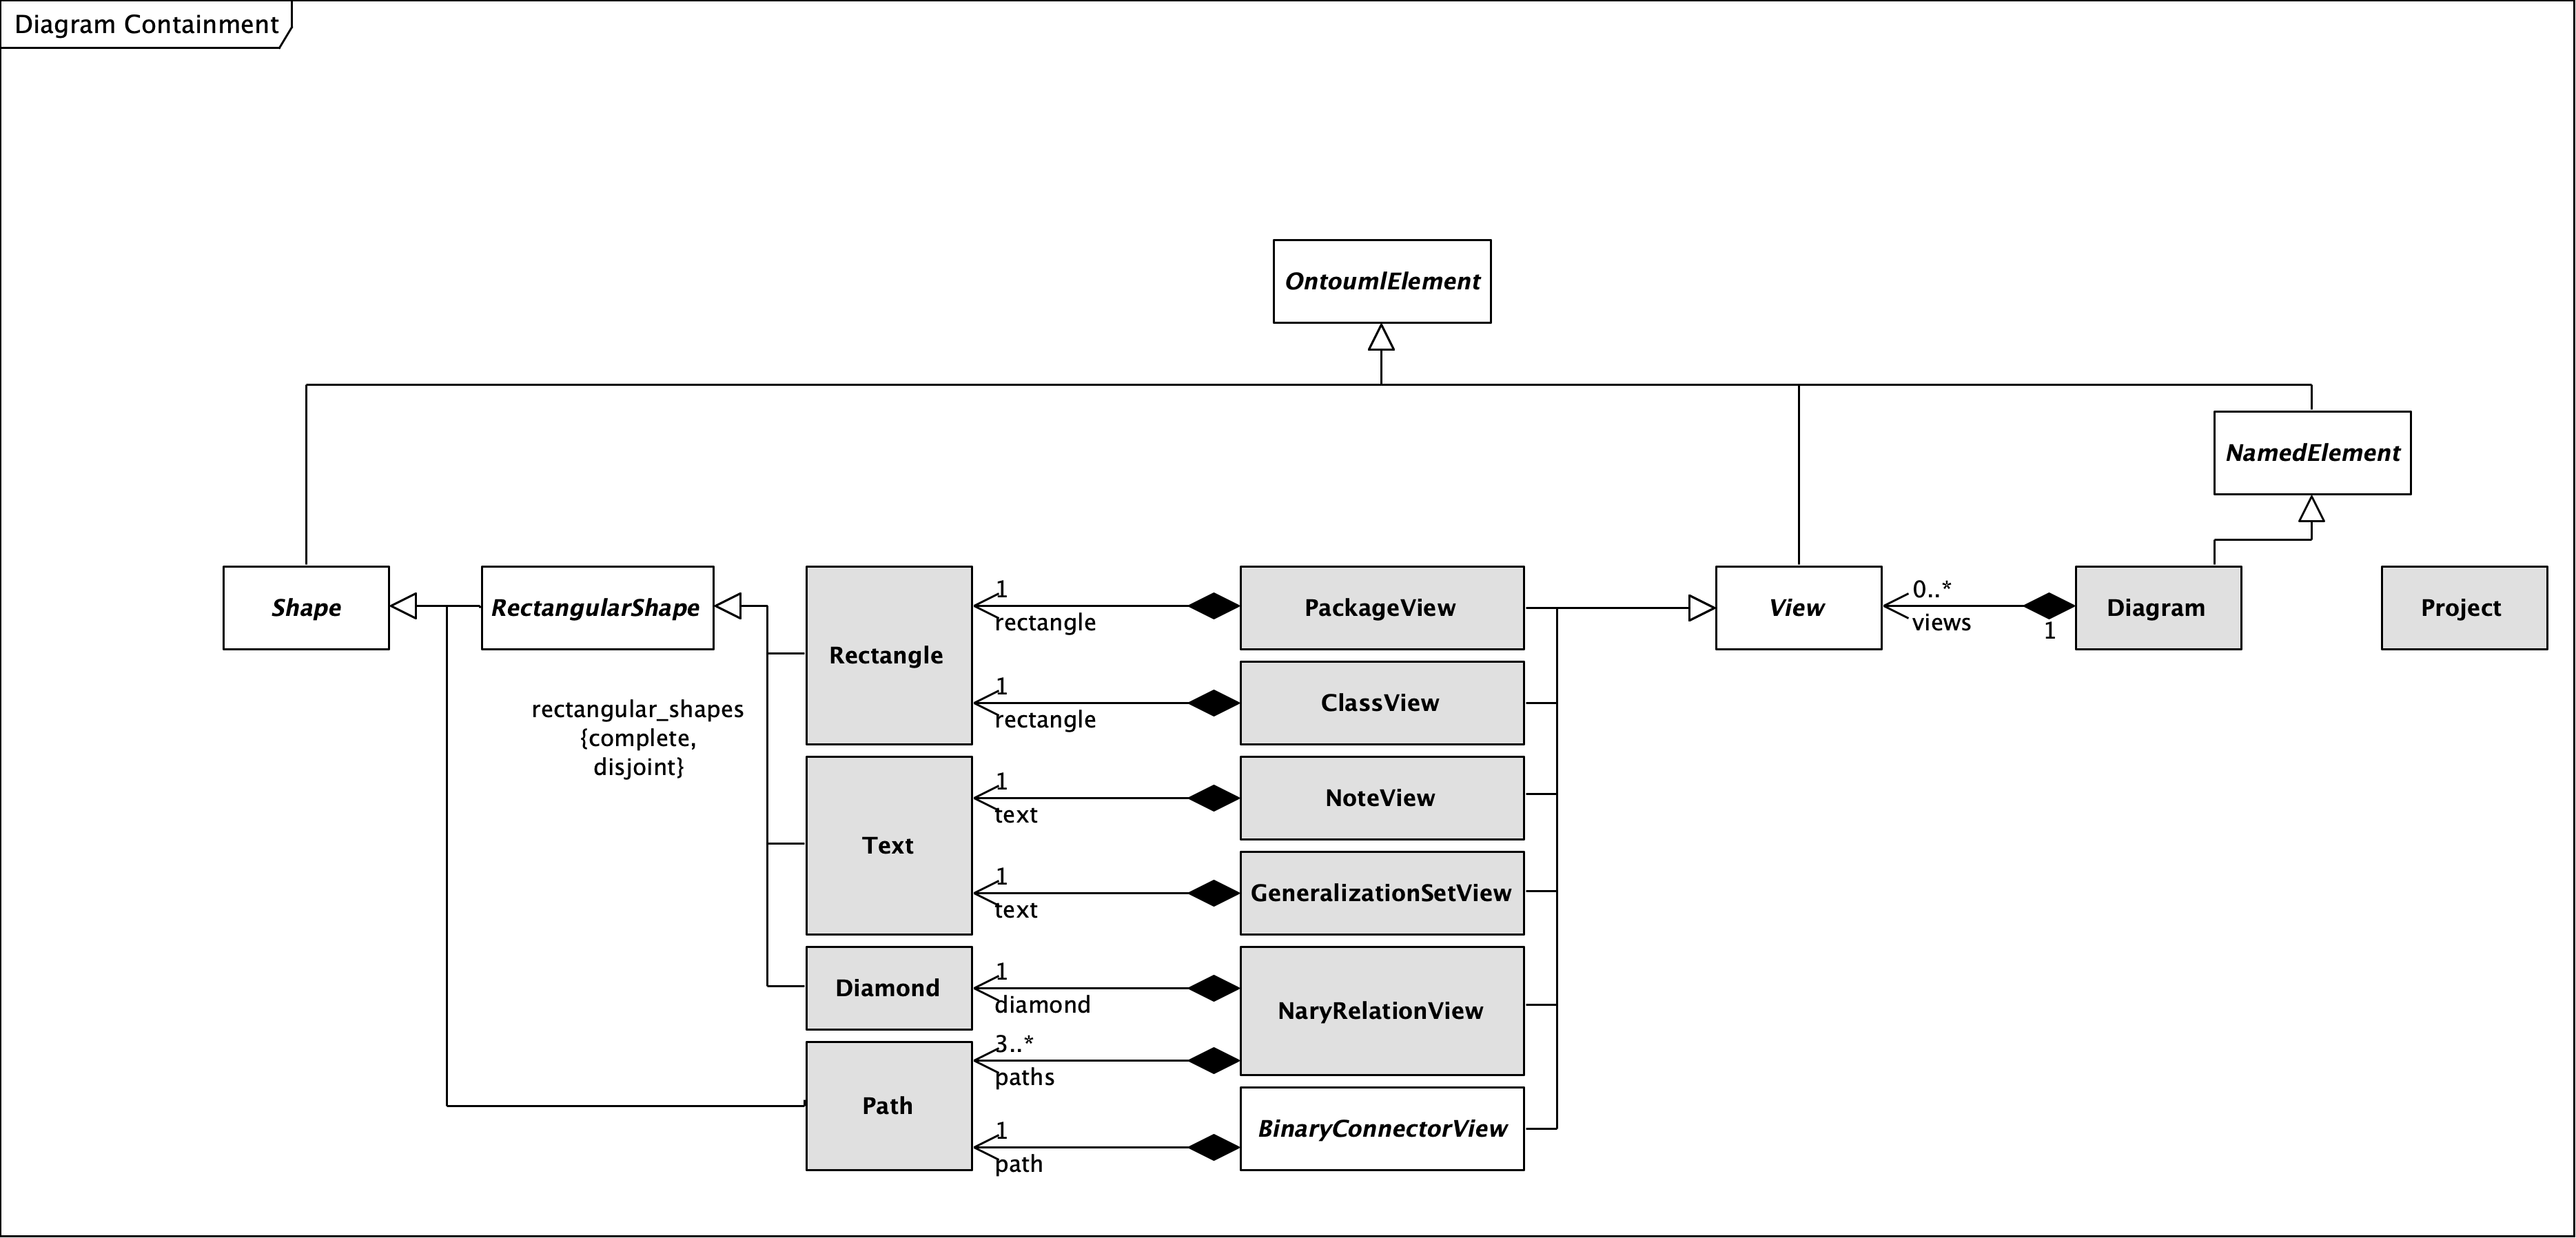 Diagram Containment
OntoumlElement
NamedElement
Shape
RectangularShape
rectangular_shapes
{complete,
disjoint}
Rectangle
1
rectangle
PackageView
View
0..*
views
1
Diagram
Project
1
rectangle
ClassView
Text
1
text
NoteView
1
text
GeneralizationSetView
Diamond
1
diamond
NaryRelationView
3..*
paths
Path
1
path
BinaryConnectorView